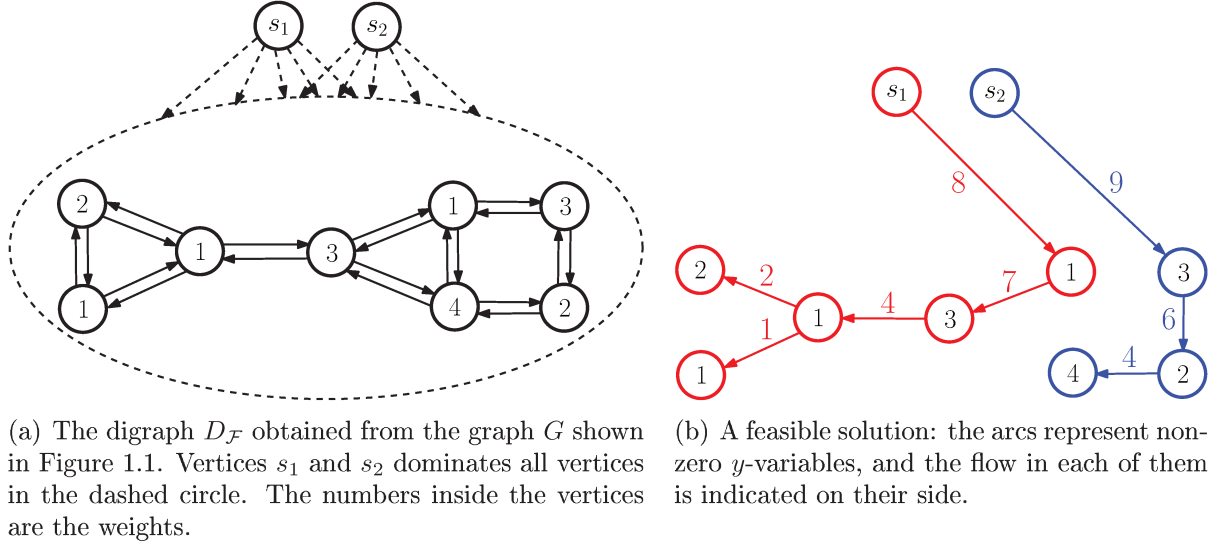 s₁ s₂
2 1 3
1 3
1 4 2
s₁ s₂
8 9
2 2 7 1 3
1 4 3 6
1 1 4 4 2
(a) The digraph D_𝓕 obtained from the graph G shown
in Figure 1.1. Vertices s₁ and s₂ dominates all vertices
in the dashed circle. The numbers inside the vertices
are the weights.
(b) A feasible solution: the arcs represent non-
zero y-variables, and the flow in each of them
is indicated on their side.